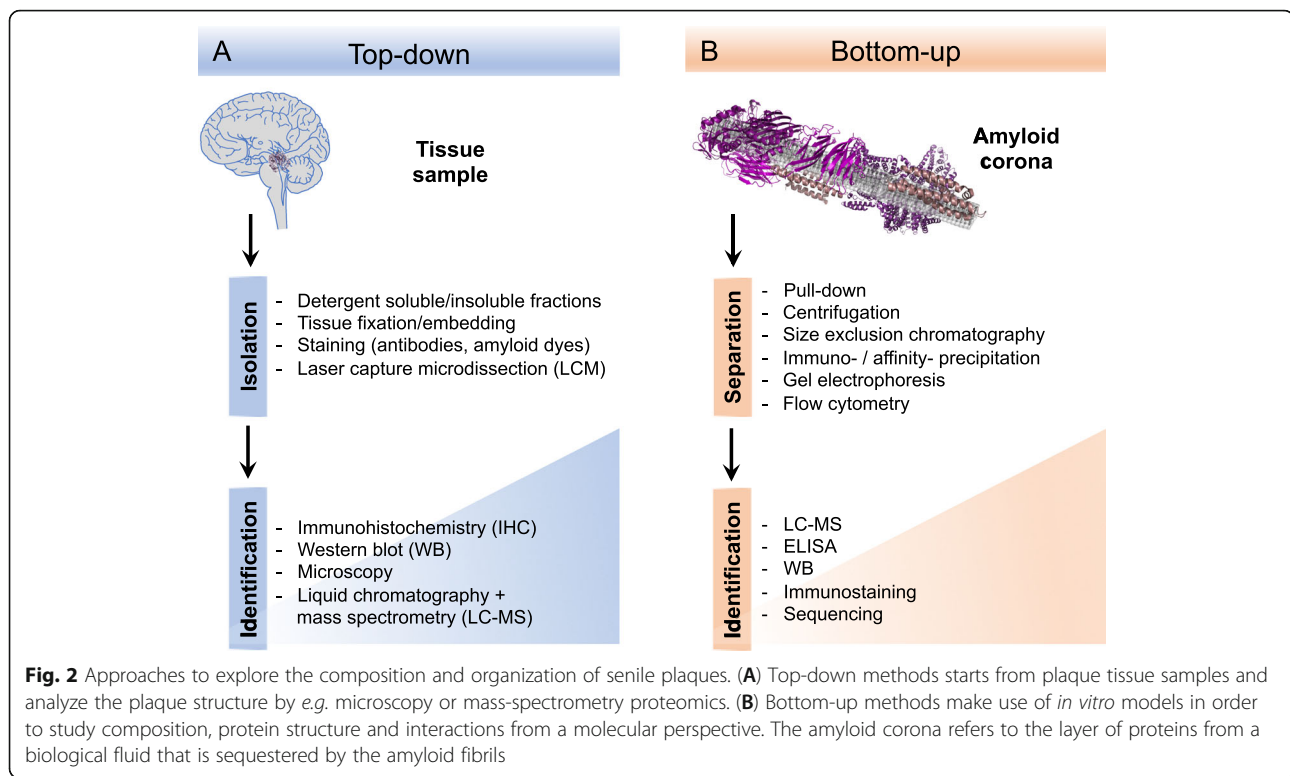 A Top-down
Tissue
sample
Isolation
- Detergent soluble/insoluble fractions
- Tissue fixation/embedding
- Staining (antibodies, amyloid dyes)
- Laser capture microdissection (LCM)
Identification
- Immunohistochemistry (IHC)
- Western blot (WB)
- Microscopy
- Liquid chromatography +
mass spectrometry (LC-MS)
B Bottom-up
Amyloid
corona
Separation
- Pull-down
- Centrifugation
- Size exclusion chromatography
- Immuno- / affinity- precipitation
- Gel electrophoresis
- Flow cytometry
Identification
- LC-MS
- ELISA
- WB
- Immunostaining
- Sequencing
Fig. 2 Approaches to explore the composition and organization of senile plaques. (A) Top-down methods starts from plaque tissue samples and
analyze the plaque structure by e.g. microscopy or mass-spectrometry proteomics. (B) Bottom-up methods make use of in vitro models in order
to study composition, protein structure and interactions from a molecular perspective. The amyloid corona refers to the layer of proteins from a
biological fluid that is sequestered by the amyloid fibrils